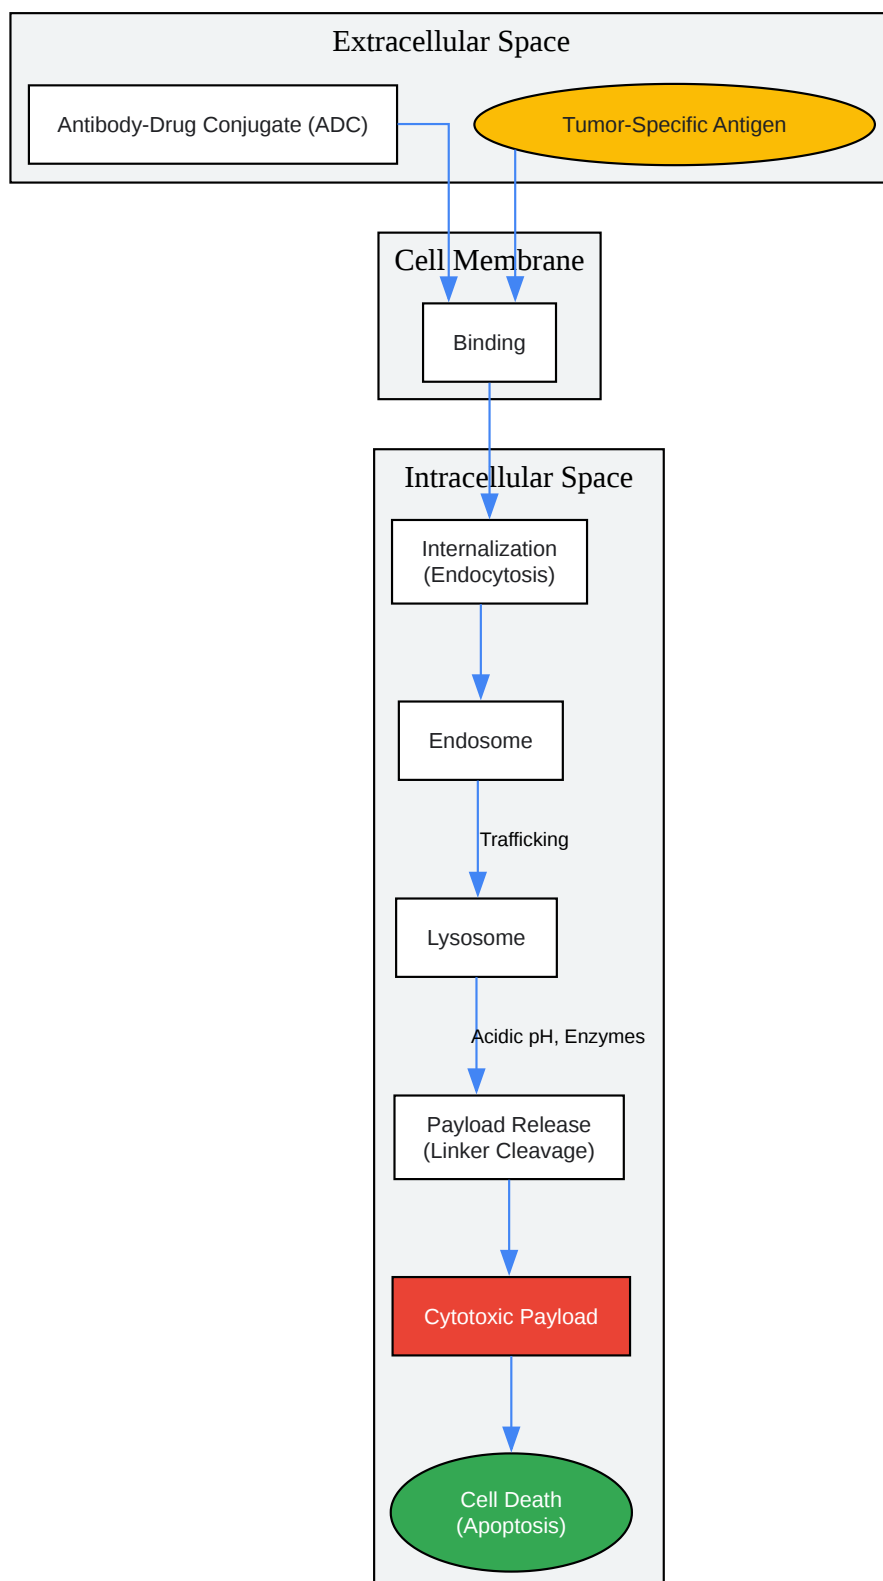 Extracellular Space
Antibody-Drug Conjugate (ADC)
Tumor-Specific Antigen
Cell Membrane
Binding
Intracellular Space
Internalization
(Endocytosis)
Endosome
Trafficking
Lysosome
Acidic pH, Enzymes
Payload Release
(Linker Cleavage)
Cytotoxic Payload
Cell Death
(Apoptosis)